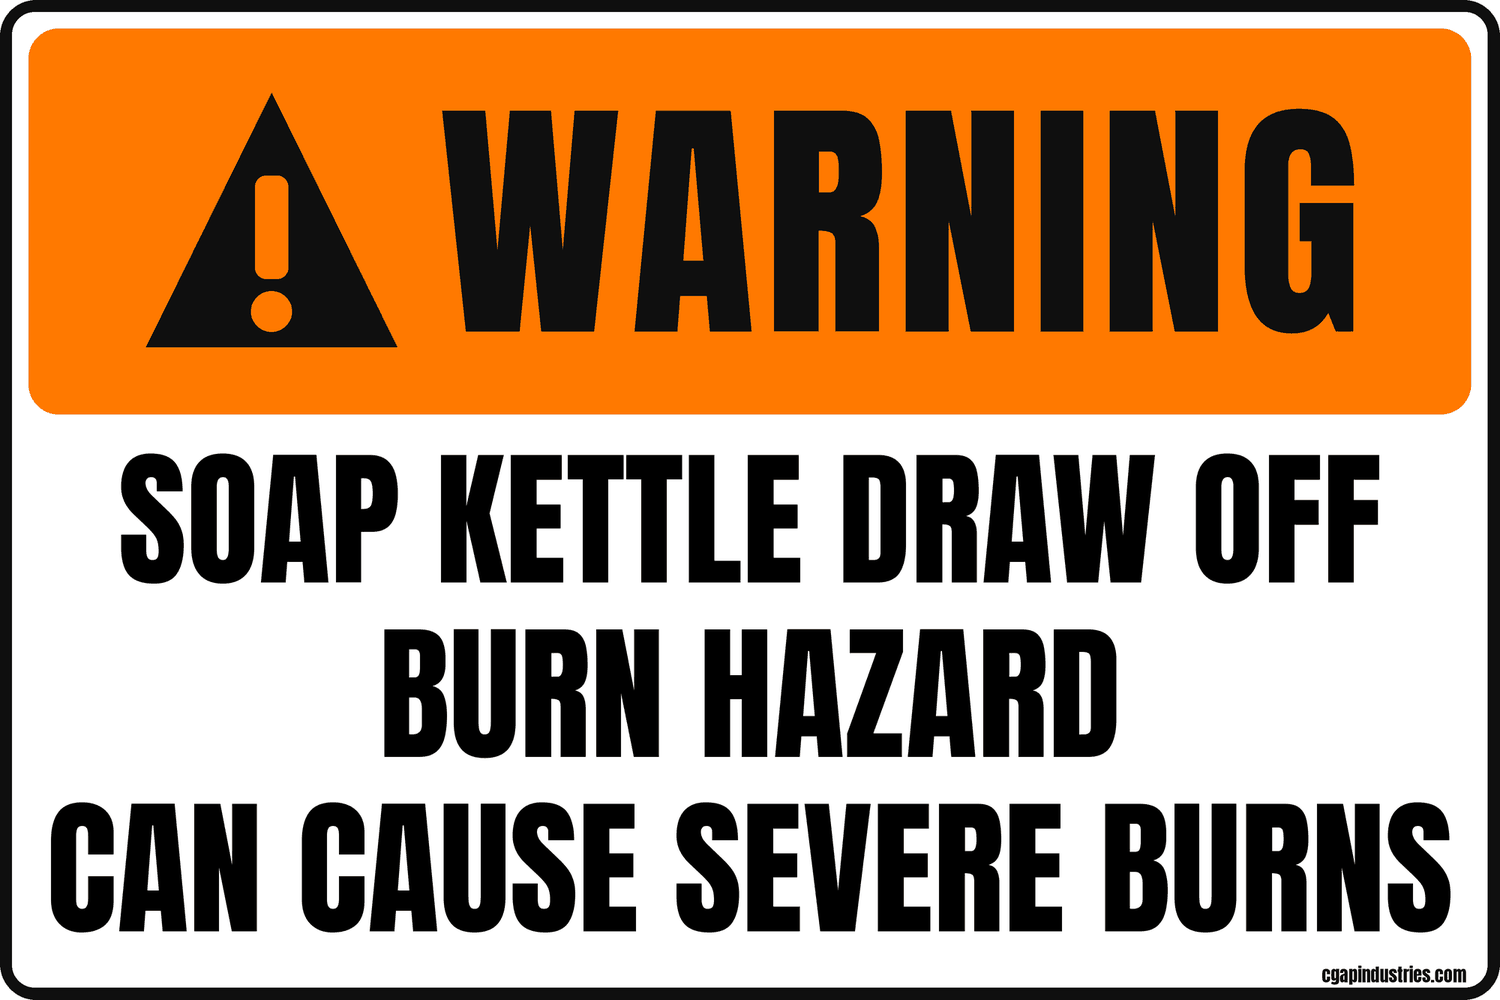 WARNING
SOAP KETTLE DRAW OFF
BURN HAZARD
CAN CAUSE SEVERE BURNS
cgapindustries.com